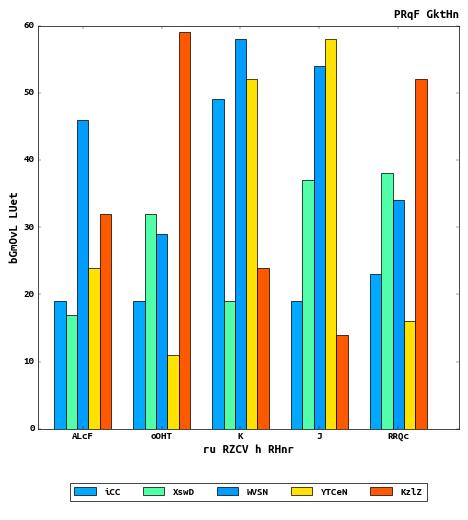 PRqF GktHn
60
50
40
30
20
10
0
bGmOvL LUet
ALcF oOHT K J RRQc
ru RZCV h RHnr
iCC XswD WVSN YTCeN KzlZ